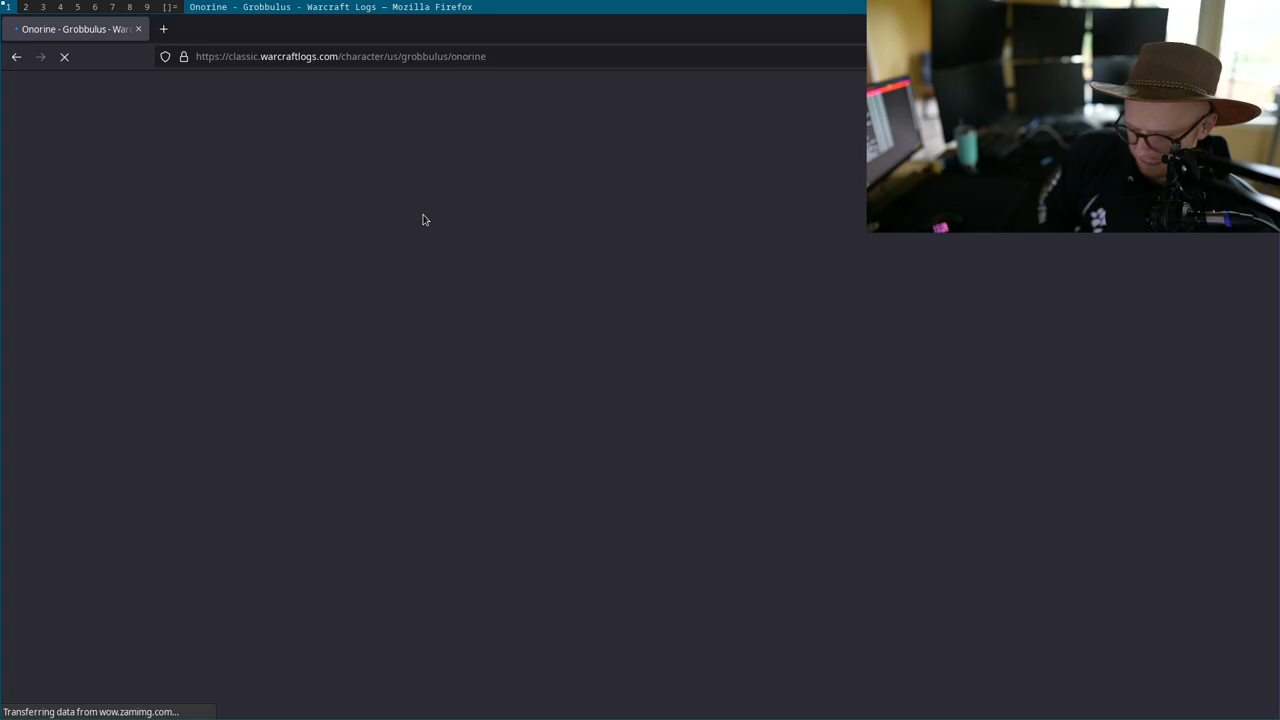 1 2 3 4 5 6 7 8 9 []= Onorine - Grobbulus - Warcraft Logs — Mozilla Firefox
Onorine - Grobbulus - War
https://classic.warcraftlogs.com/character/us/grobbulus/onorine
Transferring data from wow.zamimg.com...